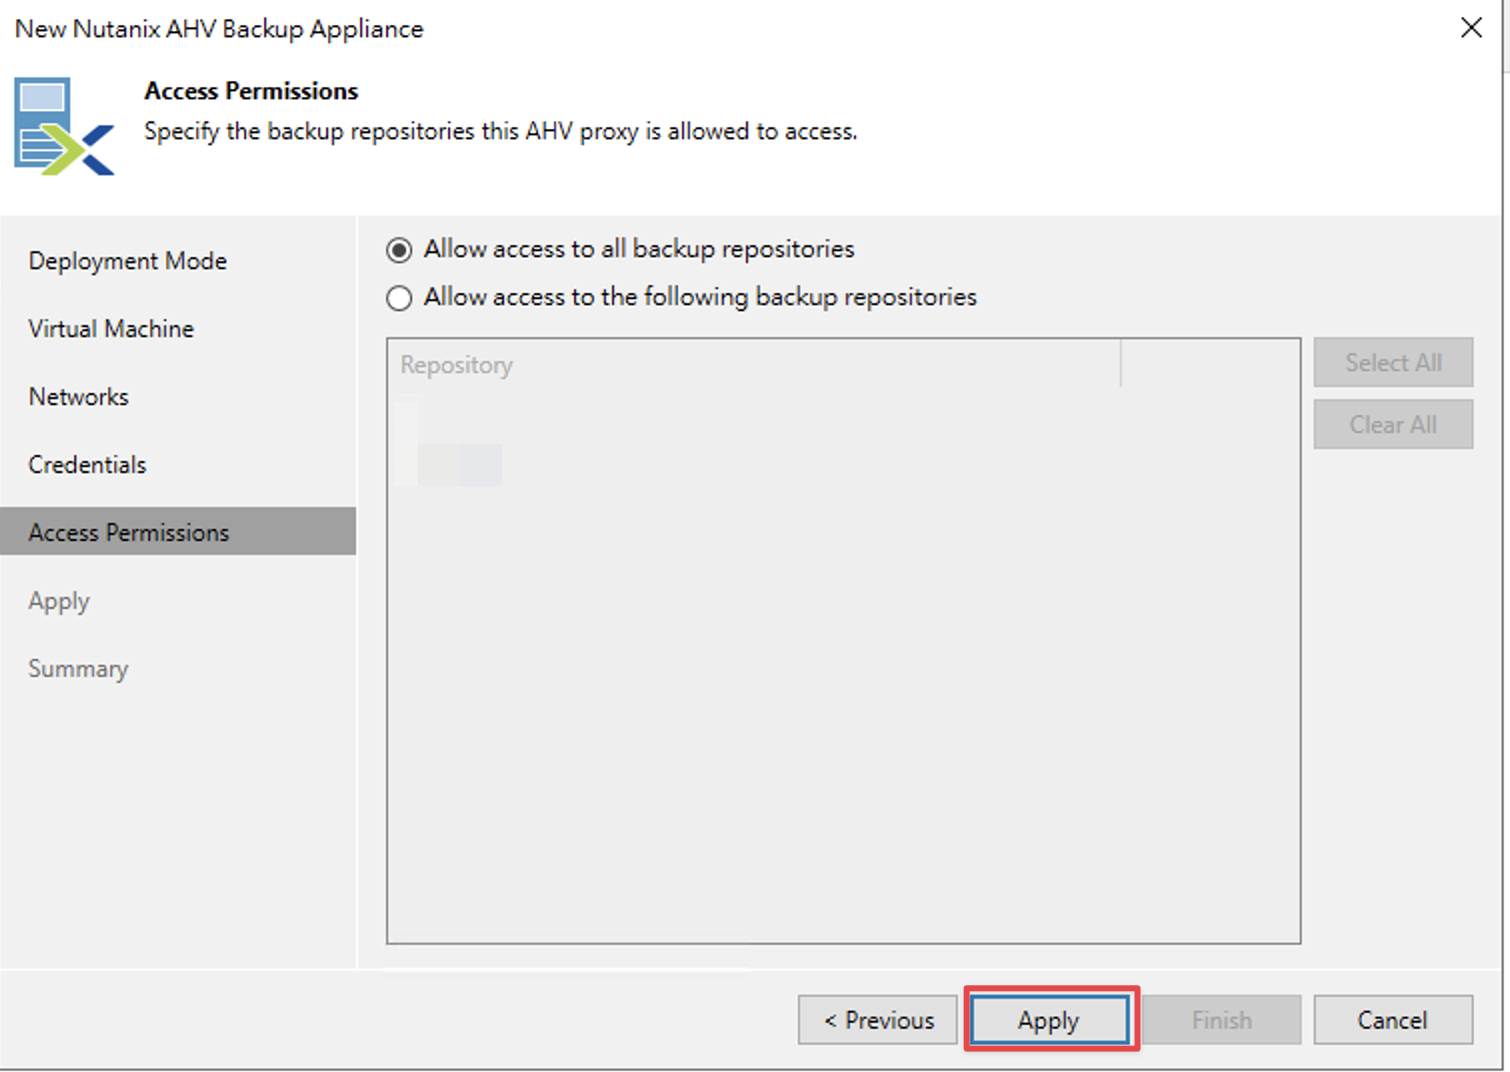 New Nutanix AHV Backup Appliance
Access Permissions
Specify the backup repositories this AHV proxy is allowed to access.
Deployment Mode
Virtual Machine
Networks
Credentials
Access Permissions
Apply
Summary
Allow access to all backup repositories
Allow access to the following backup repositories
Repository
Select All
Clear All
< Previous
Apply
Finish
Cancel